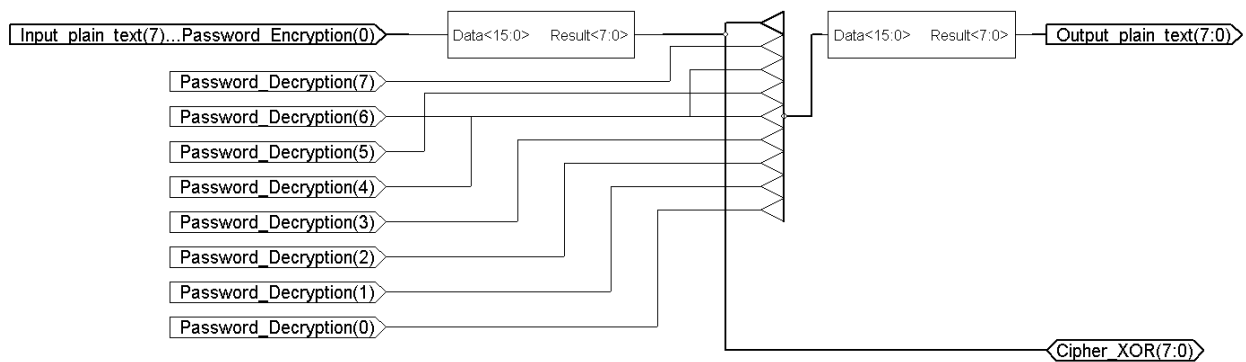 Input_plain_text(7)...Password_Encryption(0)
Data<15:0> Result<7:0>
Data<15:0> Result<7:0>
Output_plain_text(7:0)
Password_Decryption(7)
Password_Decryption(6)
Password_Decryption(5)
Password_Decryption(4)
Password_Decryption(3)
Password_Decryption(2)
Password_Decryption(1)
Password_Decryption(0)
Cipher_XOR(7:0)